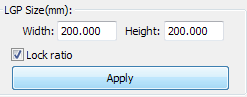 LGP Size(mm):
Width: 200.000 Height: 200.000
Lock ratio
Apply